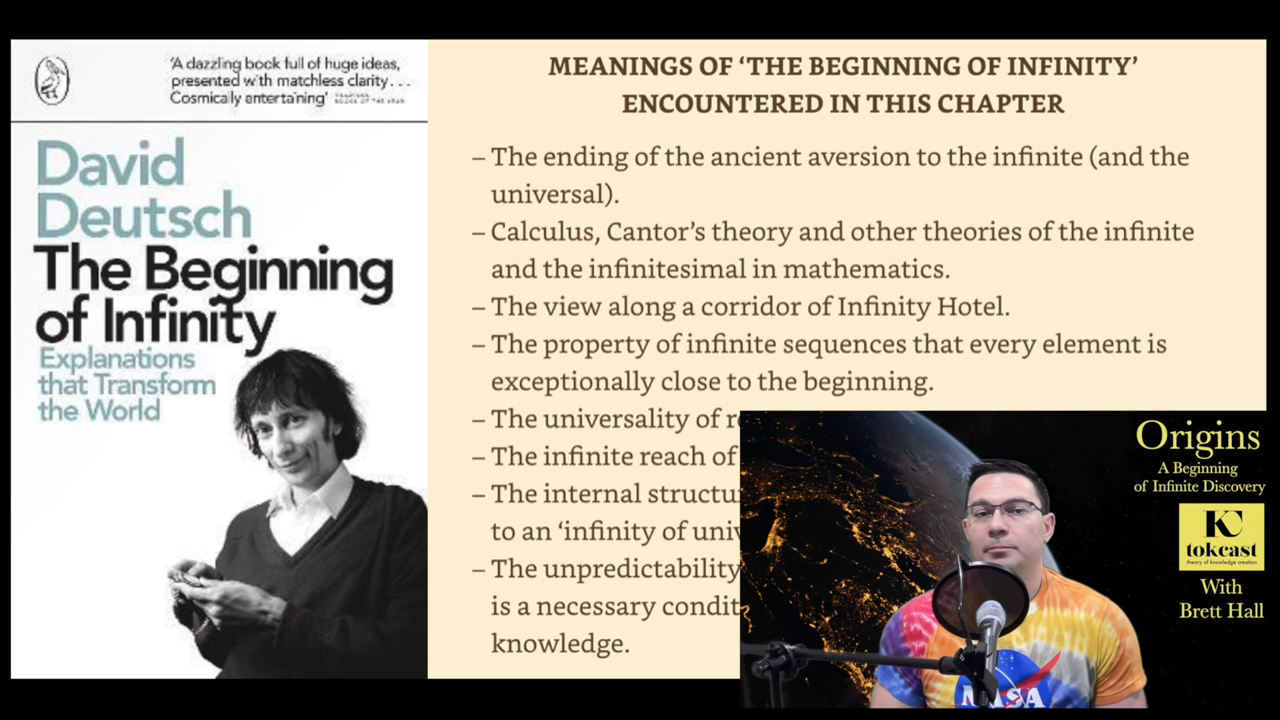 'A dazzling book full of huge ideas,
presented with matchless clarity . . .
Cosmically entertaining'
David
Deutsch
The Beginning
of Infinity
Explanations
that Transform
the World
MEANINGS OF ‘THE BEGINNING OF INFINITY’
ENCOUNTERED IN THIS CHAPTER
– The ending of the ancient aversion to the infinite (and the
universal).
– Calculus, Cantor’s theory and other theories of the infinite
and the infinitesimal in mathematics.
– The view along a corridor of Infinity Hotel.
– The property of infinite sequences that every element is
exceptionally close to the beginning.
– The universality of
– The infinite reach of
– The internal
to an ‘infinity of
– The unpredictability
is a necessary
knowledge.
Origins
A Beginning
of Infinite Discovery
KC
tokcast
theory of knowledge creation
With
Brett Hall
NASA